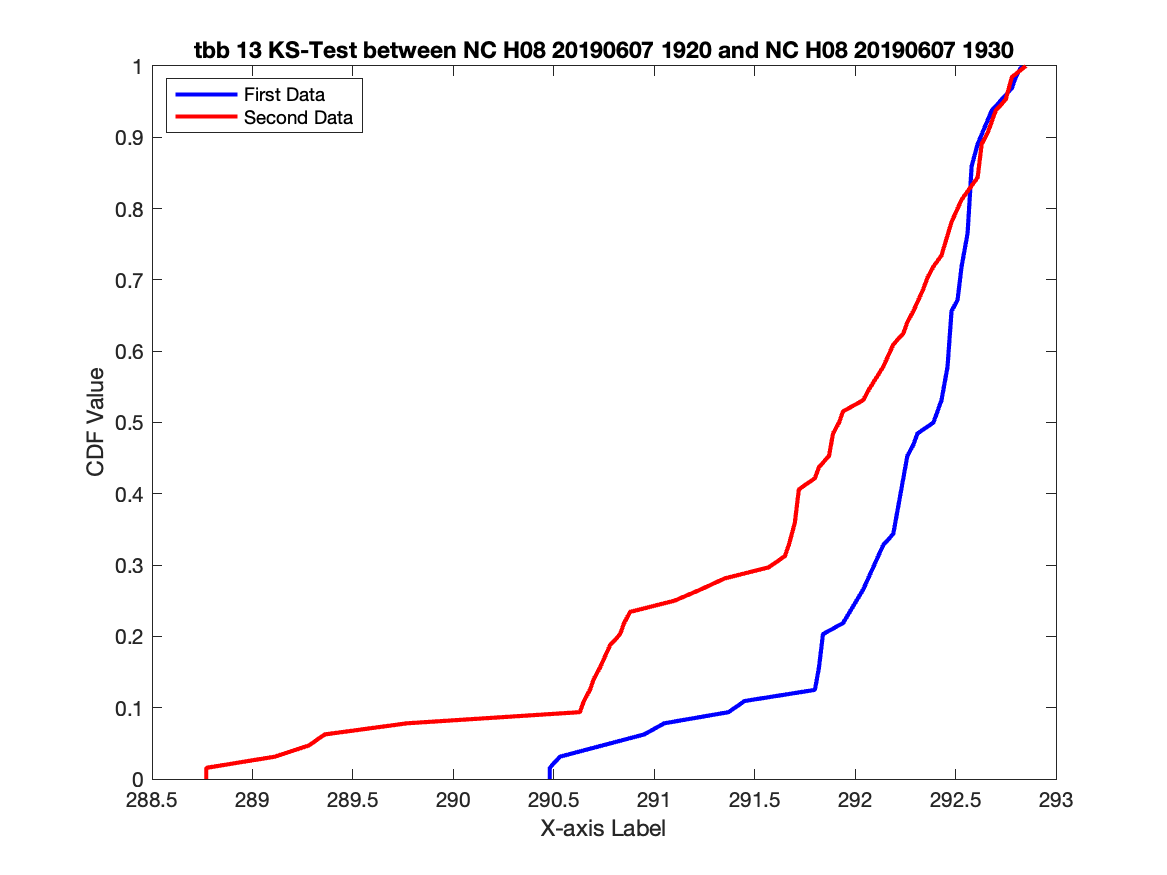 tbb 13 KS-Test between NC H08 20190607 1920 and NC H08 20190607 1930
First Data
Second Data
1
0.9
0.8
0.7
0.6
0.5
0.4
0.3
0.2
0.1
0
CDF Value
288.5 289 289.5 290 290.5 291 291.5 292 292.5 293
X-axis Label